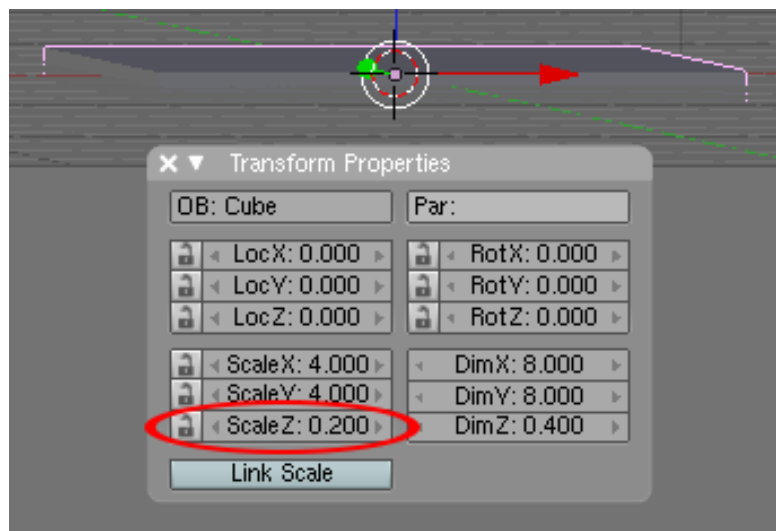 Transform Properties
OB: Cube
Par:
LocX: 0.000
RotX: 0.000
LocY: 0.000
RotY: 0.000
LocZ: 0.000
RotZ: 0.000
ScaleX: 4.000
DimX: 8.000
ScaleY: 4.000
DimY: 8.000
ScaleZ: 0.200
DimZ: 0.400
Link Scale